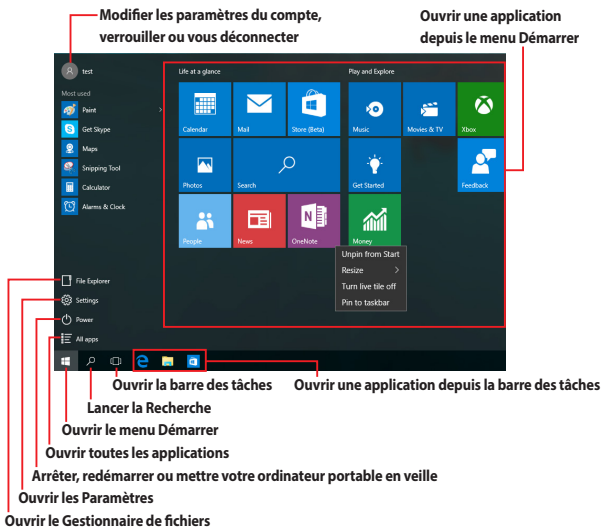 Modifier les paramètres du compte,
verrouiller ou vous déconnecter
Ouvrir une application
depuis le menu Démarrer
test
Most used
Paint
Get Skype
Maps
Snipping Tool
Calculator
Alarms & Clock
File Explorer
Settings
Power
All apps
Life at a glance
Calendar
Mail
Store (Beta)
Photos
Search
People
News
OneNote
Play and Explore
Music
Movies & TV
Xbox
Get Started
Feedback
Money
Unpin from Start
Resize
Turn live tile off
Pin to taskbar
Ouvrir la barre des tâches
Ouvrir une application depuis la barre des tâches
Lancer la Recherche
Ouvrir le menu Démarrer
Ouvrir toutes les applications
Arrêter, redémarrer ou mettre votre ordinateur portable en veille
Ouvrir les Paramètres
Ouvrir le Gestionnaire de fichiers